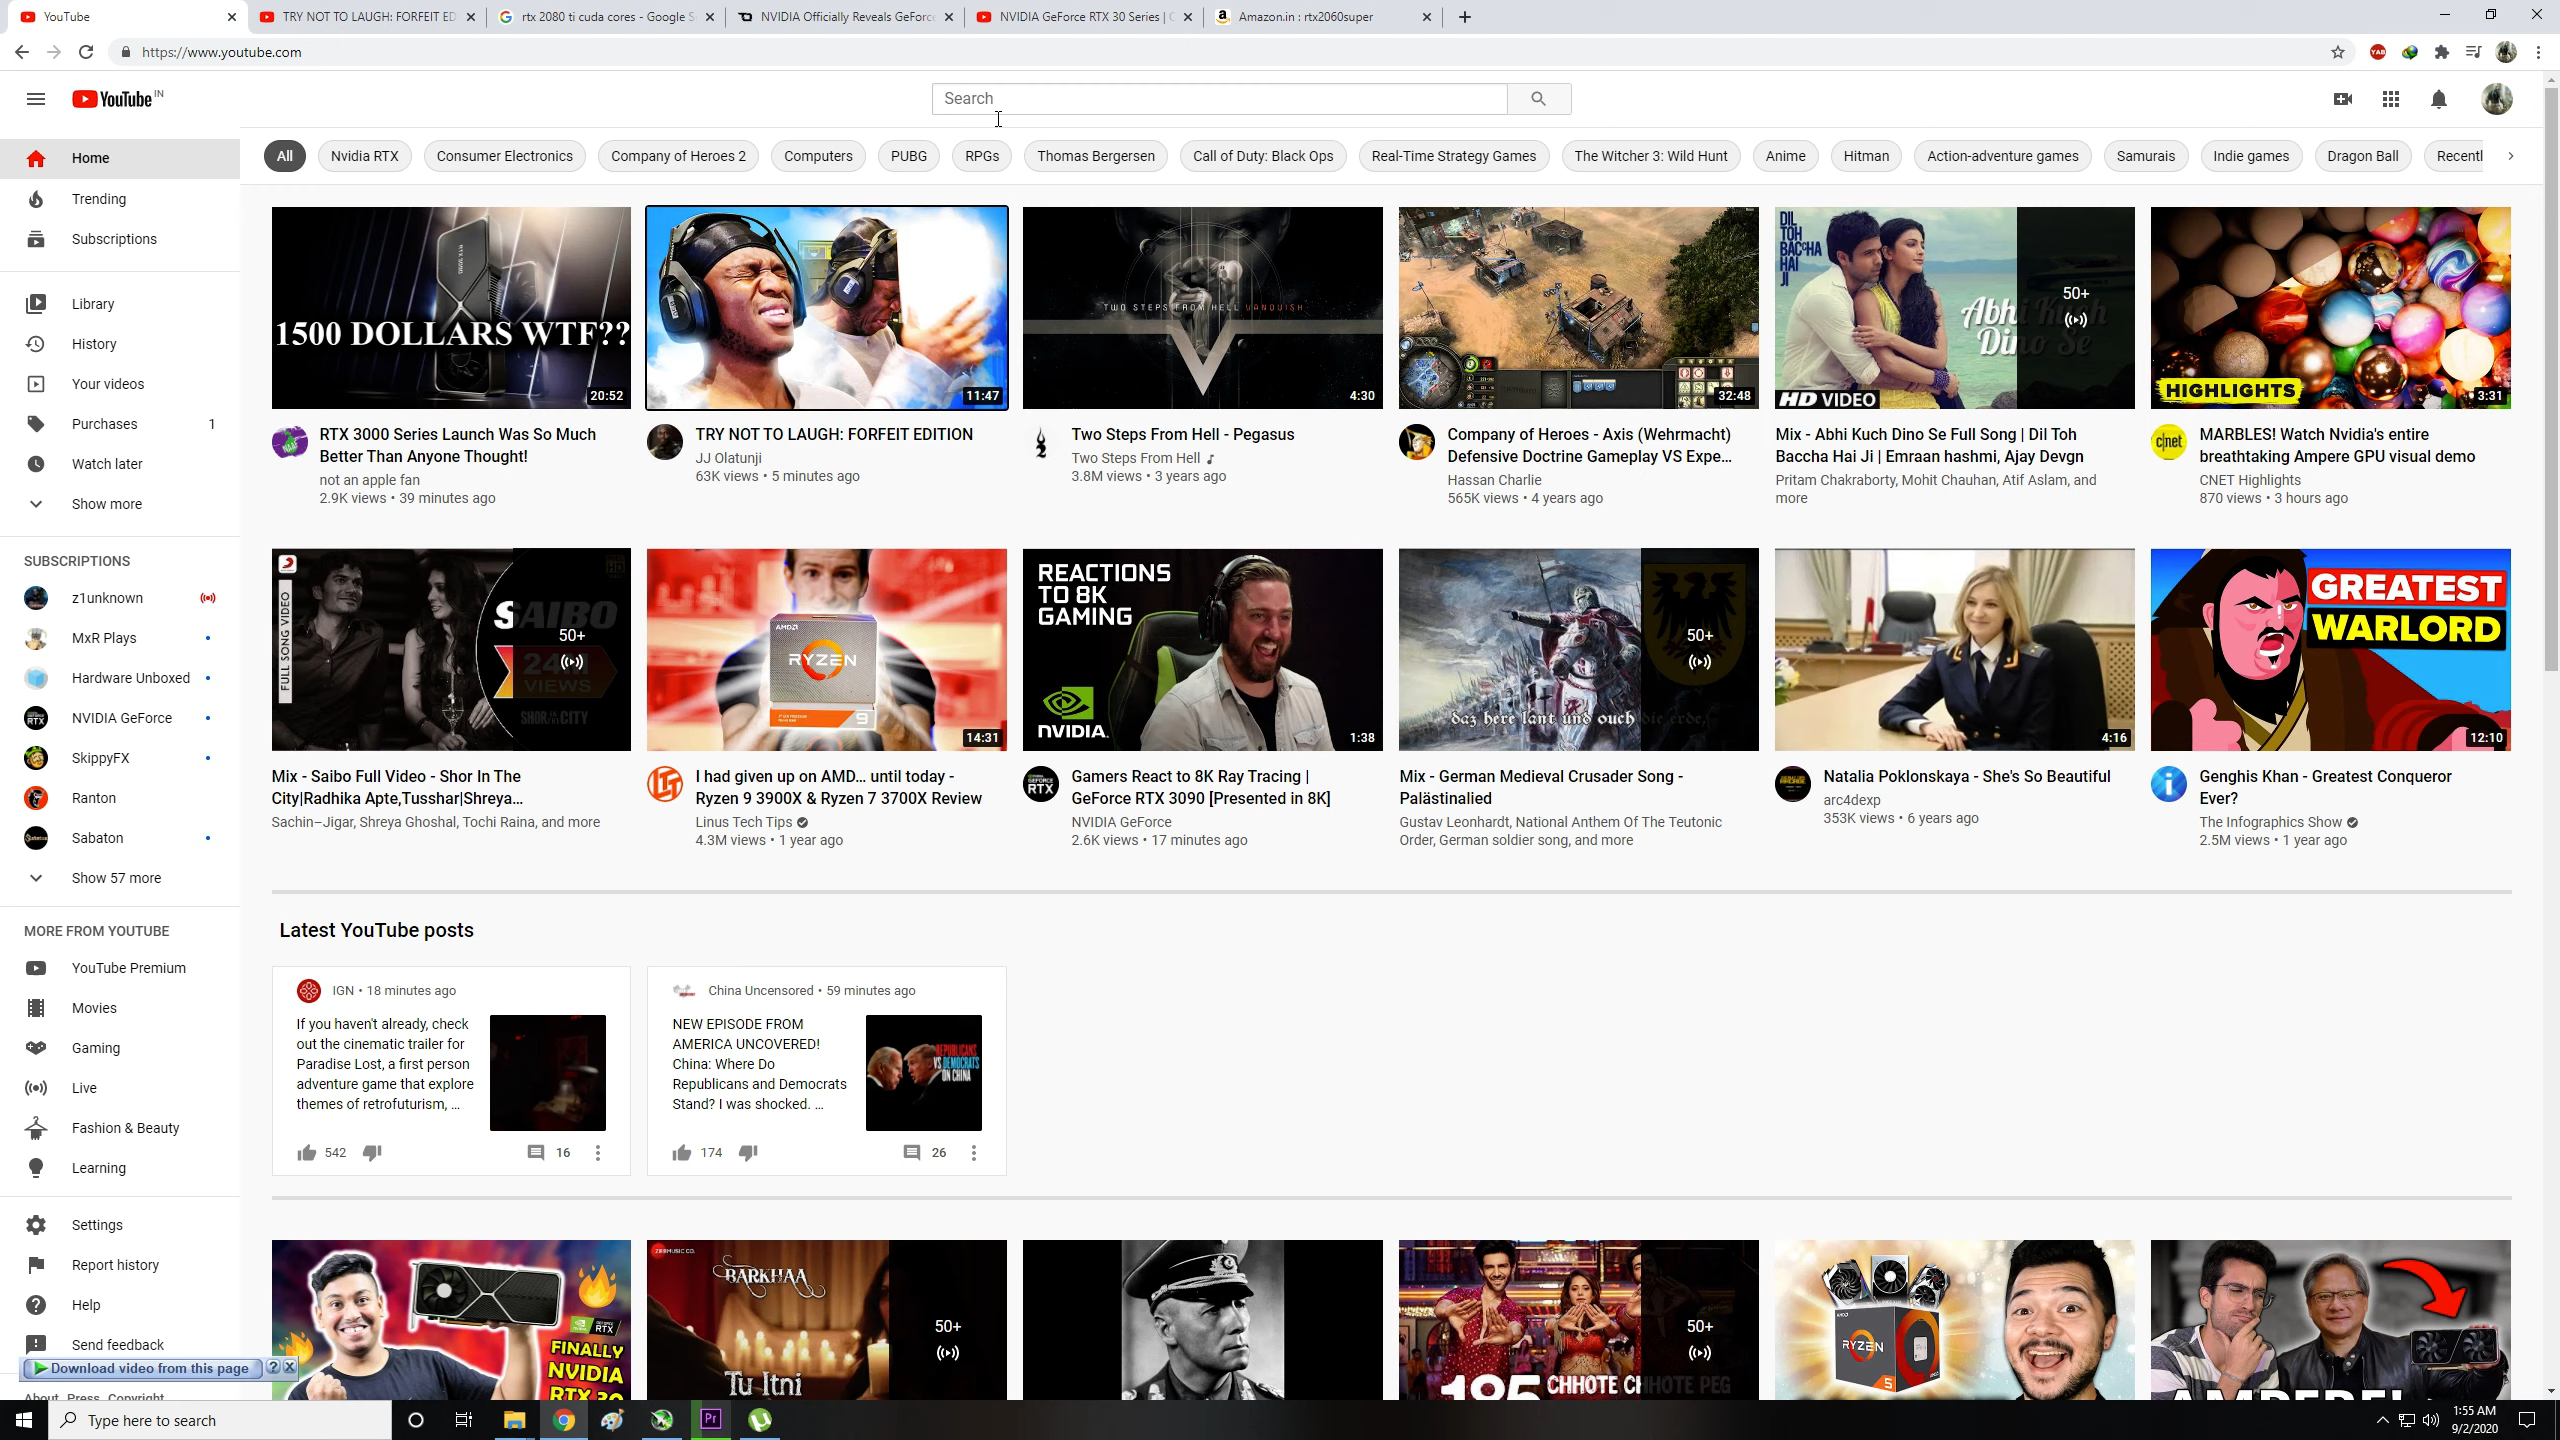 YouTube
TRY NOT TO LAUGH: FORFEIT ED
rtx 2080 ti cuda cores - Google S
NVIDIA Officially Reveals GeForce
NVIDIA GeForce RTX 30 Series |
Amazon.in : rtx2060super
https://www.youtube.com
YouTube IN
Search
Home
Trending
Subscriptions
Library
History
Your videos
Purchases 1
Watch later
Show more
SUBSCRIPTIONS
z1unknown
MxR Plays
Hardware Unboxed
NVIDIA GeForce
SkippyFX
Ranton
Sabaton
Show 57 more
MORE FROM YOUTUBE
YouTube Premium
Movies
Gaming
Live
Fashion & Beauty
Learning
Settings
Report history
Help
Send feedback
Download video from this page
About Press Copyright
All Nvidia RTX Consumer Electronics Company of Heroes 2 Computers PUBG RPGs Thomas Bergersen Call of Duty: Black Ops Real-Time Strategy Games The Witcher 3: Wild Hunt Anime Hitman Action-adventure games Samurais Indie games Dragon Ball Recentl
1500 DOLLARS WTF??
20:52
RTX 3000 Series Launch Was So Much
Better Than Anyone Thought!
not an apple fan
2.9K views • 39 minutes ago
11:47
TRY NOT TO LAUGH: FORFEIT EDITION
JJ Olatunji
63K views • 5 minutes ago
TWO STEPS FROM HELL VANQUISH
4:30
Two Steps From Hell - Pegasus
Two Steps From Hell
3.8M views • 3 years ago
32:48
Company of Heroes - Axis (Wehrmacht)
Defensive Doctrine Gameplay VS Expe...
Hassan Charlie
565K views • 4 years ago
DIL
TOH
BACCHA
HAI
JI
Abhi Kuch
Dino Se
50+
HD VIDEO
Mix - Abhi Kuch Dino Se Full Song | Dil Toh
Baccha Hai Ji | Emraan hashmi, Ajay Devgn
Pritam Chakraborty, Mohit Chauhan, Atif Aslam, and
more
HIGHLIGHTS
3:31
c|net
MARBLES! Watch Nvidia's entire
breathtaking Ampere GPU visual demo
CNET Highlights
870 views • 3 hours ago
FULL SONG VIDEO
SAIBO
50+
24M
VIEWS
SHOR IN THE CITY
Mix - Saibo Full Video - Shor In The
City|Radhika Apte,Tusshar|Shreya...
Sachin–Jigar, Shreya Ghoshal, Tochi Raina, and more
AMD
RYZEN
9
14:31
I had given up on AMD... until today -
Ryzen 9 3900X & Ryzen 7 3700X Review
Linus Tech Tips
4.3M views • 1 year ago
REACTIONS
TO 8K
GAMING
NVIDIA.
1:38
Gamers React to 8K Ray Tracing |
GeForce RTX 3090 [Presented in 8K]
NVIDIA GeForce
2.6K views • 17 minutes ago
50+
daz here lant und ouch die erde,
Mix - German Medieval Crusader Song -
Palästinalied
Gustav Leonhardt, National Anthem Of The Teutonic
Order, German soldier song, and more
4:16
Natalia Poklonskaya - She's So Beautiful
arc4dexp
353K views • 6 years ago
GREATEST
WARLORD
12:10
Genghis Khan - Greatest Conqueror
Ever?
The Infographics Show
2.5M views • 1 year ago
Latest YouTube posts
IGN • 18 minutes ago
If you haven't already, check
out the cinematic trailer for
Paradise Lost, a first person
adventure game that explore
themes of retrofuturism, ...
542
16
China Uncensored • 59 minutes ago
NEW EPISODE FROM
AMERICA UNCOVERED!
China: Where Do
Republicans and Democrats
Stand? I was shocked. ...
REPUBLICANS
VS DEMOCRATS
ON CHINA
174
26
FINALLY
NVIDIA
RTX 30
BARKHAA
Tu Itni
50+
185 CHHOTE CHHOTE PEG
50+
RYZEN
5
AMPERE!
Type here to search
Pr
1:55 AM
9/2/2020